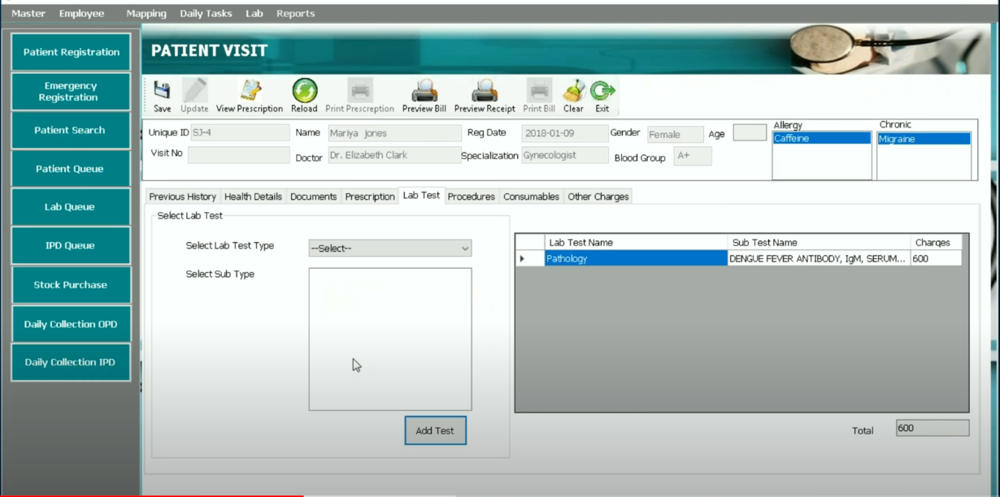 Master Employee Mapping Daily Tasks Lab Reports
Patient Registration
Emergency
Registration
Patient Search
Patient Queue
Lab Queue
IPD Queue
Stock Purchase
Daily Collection OPD
Daily Collection IPD
PATIENT VISIT
Save Update View Prescription Reload Print Prescreption Preview Bill Preview Receipt Print Bill Clear Exit
Unique ID SJ-4 Name Mariya jones Reg Date 2018-01-09 Gender Female Age
Visit No Doctor Dr. Elizabeth Clark Specialization Gynecologist Blood Group A+
Allergy Chronic
Caffeine Migraine
Previous History Health Details Documents Prescription Lab Test Procedures Consumables Other Charges
Select Lab Test
Select Lab Test Type --Select--
Select Sub Type
Add Test
Lab Test Name Sub Test Name Charges
Pathology DENGUE FEVER ANTIBODY, IgM, SERUM... 600
Total 600